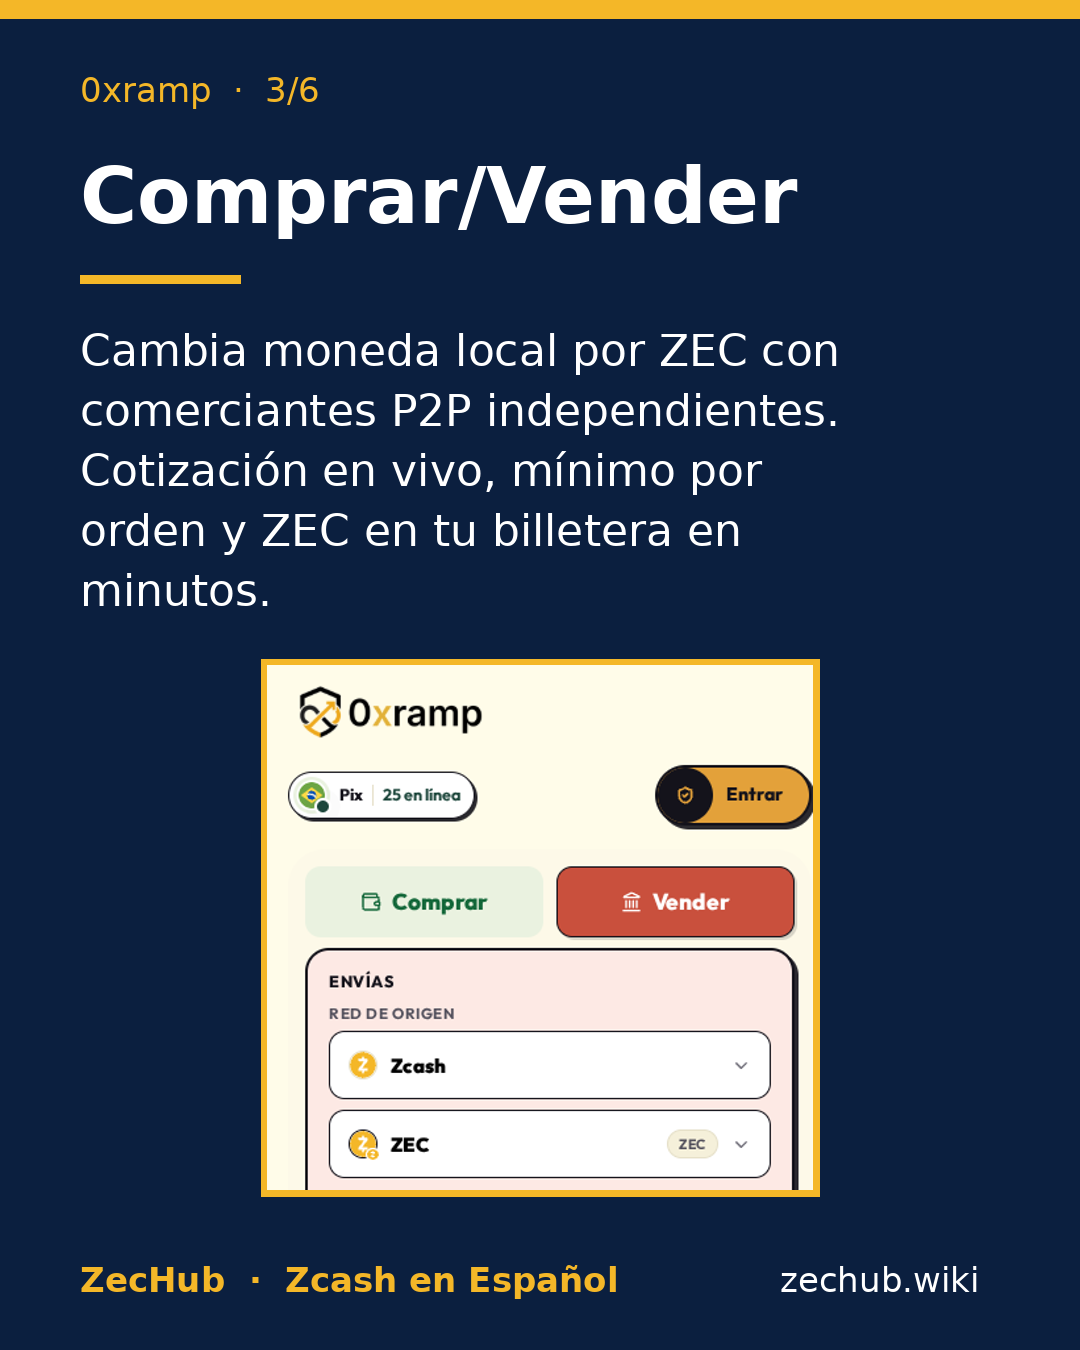 0xramp · 3/6
Comprar/Vender
Cambia moneda local por ZEC con
comerciantes P2P independientes.
Cotización en vivo, mínimo por
orden y ZEC en tu billetera en
minutos.
0xramp
Pix 25 en línea
Entrar
Comprar
Vender
ENVÍAS
RED DE ORIGEN
Zcash
ZEC ZEC
ZecHub · Zcash en Español
zechub.wiki